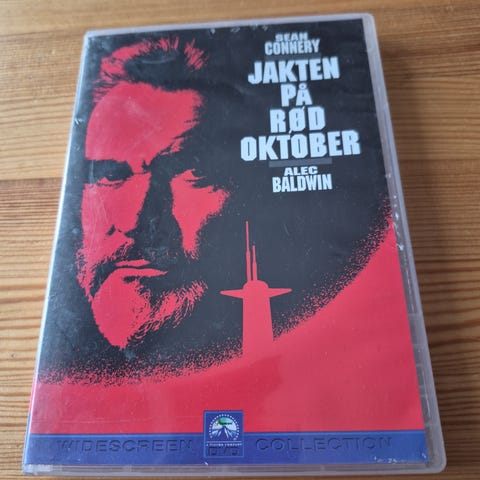 SEAN
CONNERY
JAKTEN
PÅ
RØD
OKTOBER
ALEC
BALDWIN
WIDESCREEN COLLECTION